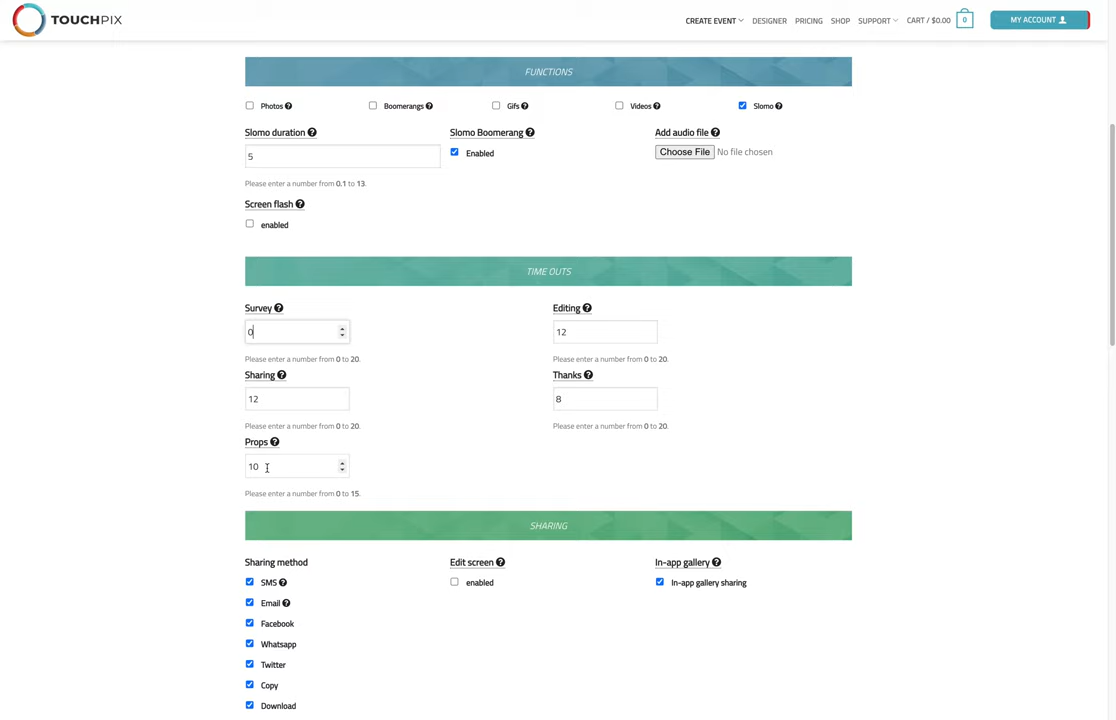 TOUCHPIX
CREATE EVENT DESIGNER PRICING SHOP SUPPORT CART / $0.00 0 MY ACCOUNT
FUNCTIONS
Photos Boomerangs Gifs Videos Slomo
Slomo duration Slomo Boomerang Add audio file
5 Enabled Choose File No file chosen
Please enter a number from 0.1 to 13.
Screen flash
enabled
TIME OUTS
Survey Editing
0 12
Please enter a number from 0 to 20. Please enter a number from 0 to 20.
Sharing Thanks
12 8
Please enter a number from 0 to 20. Please enter a number from 0 to 20.
Props
10
Please enter a number from 0 to 15.
SHARING
Sharing method Edit screen In-app gallery
SMS enabled In-app gallery sharing
Email
Facebook
Whatsapp
Twitter
Copy
Download